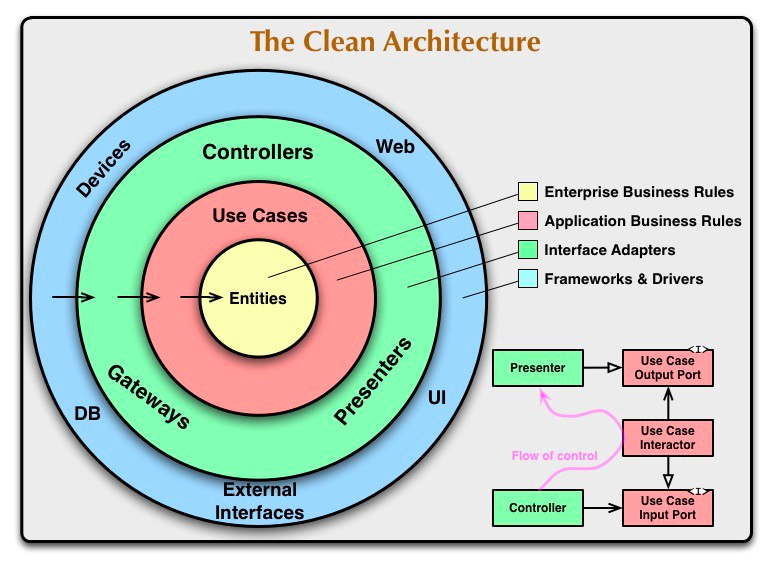 The Clean Architecture
Devices
Web
Controllers
Use Cases
Entities
Gateways
Presenters
DB
UI
External
Interfaces
Enterprise Business Rules
Application Business Rules
Interface Adapters
Frameworks & Drivers
Presenter
<I>
Use Case
Output Port
Use Case
Interactor
Flow of control
Controller
<I>
Use Case
Input Port